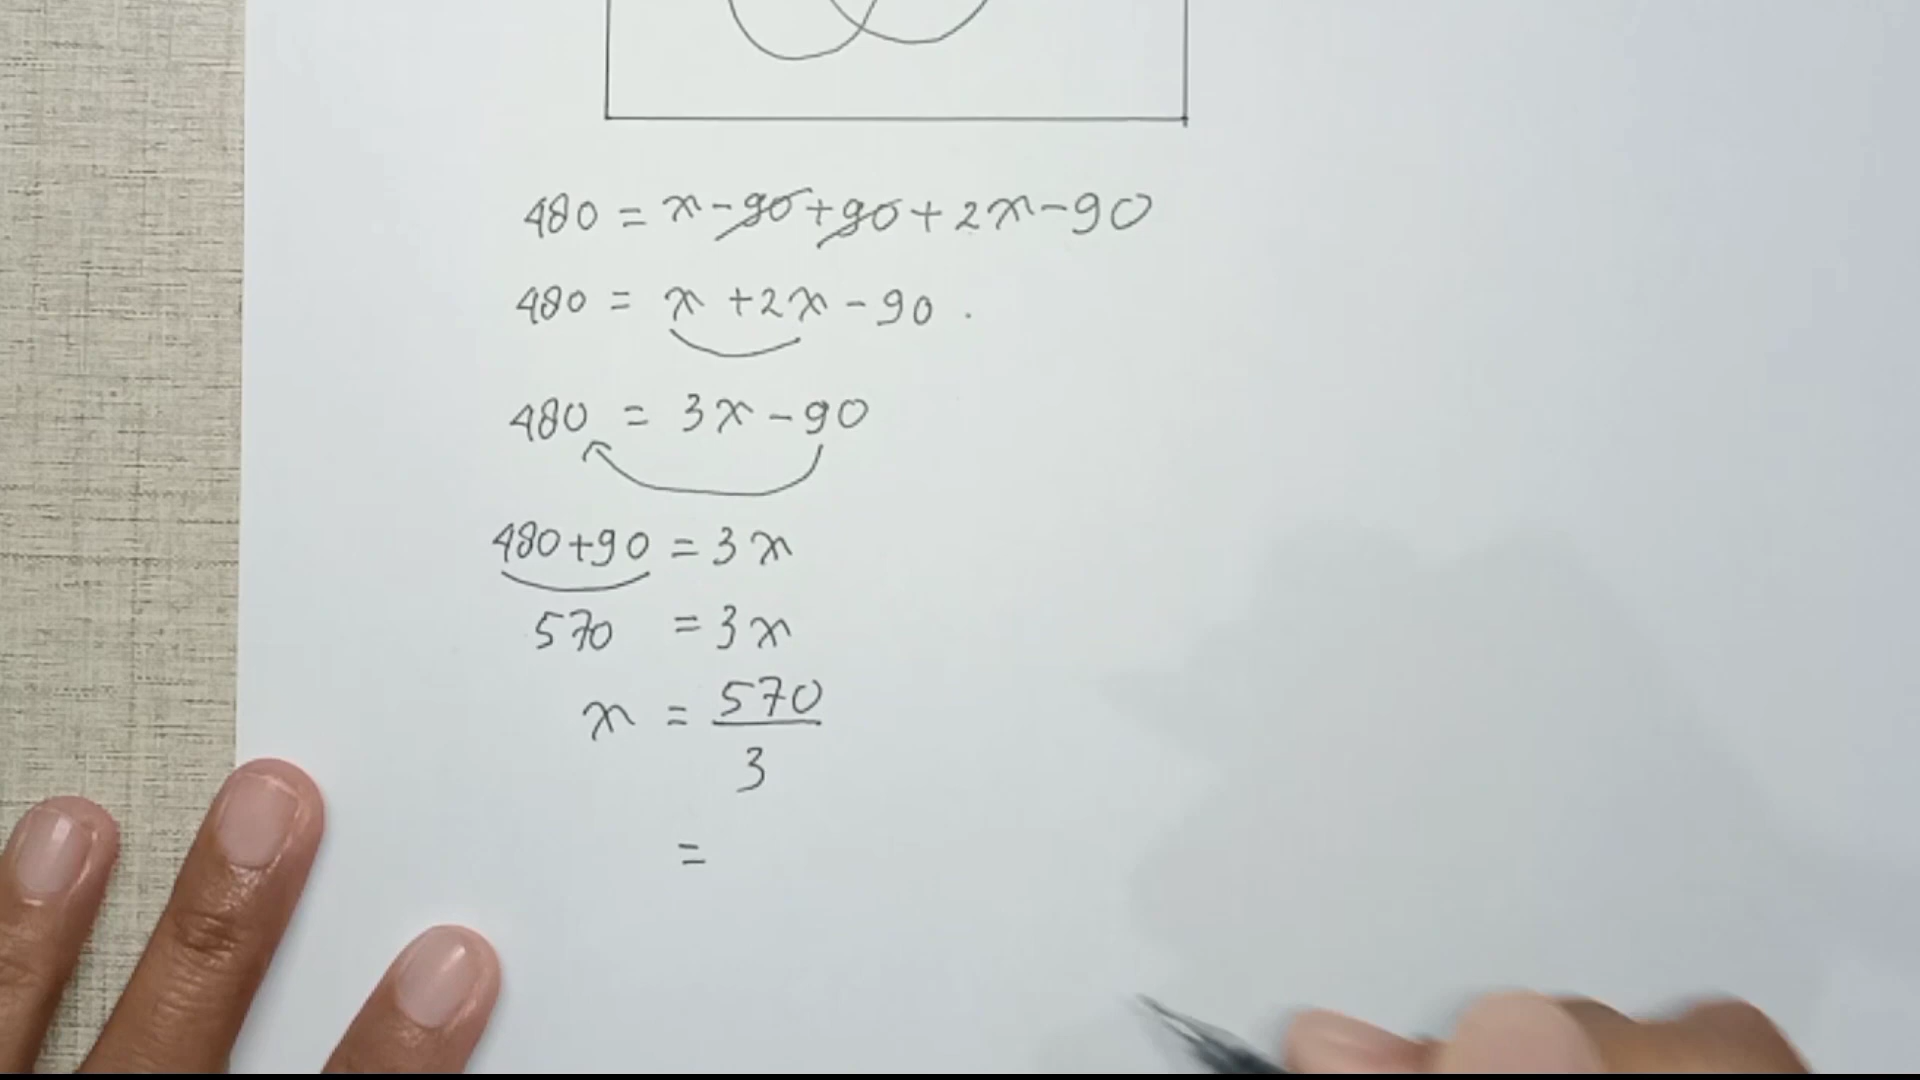 480 = x - 90 + 90 + 2x - 90
480 = x + 2x - 90 .
480 = 3x - 90
480 + 90 = 3x
570 = 3x
x = 570
3
=